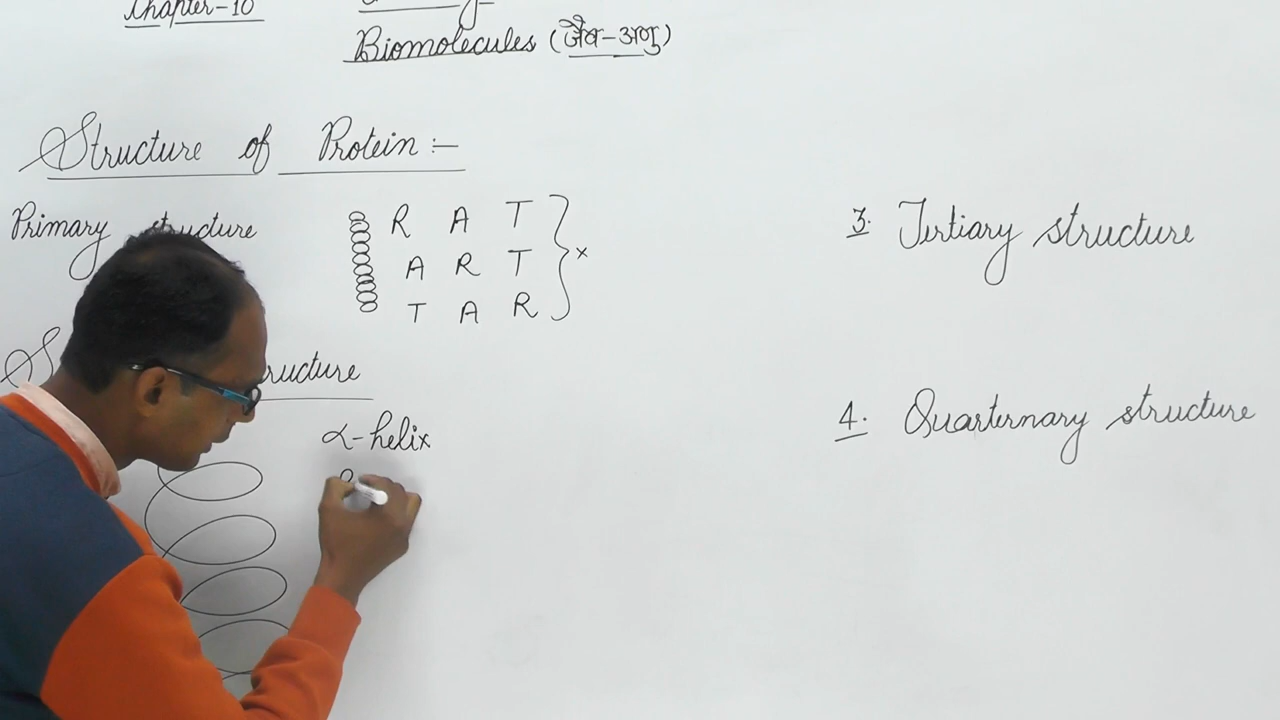 Chapter-10
Biomolecules (जैव-अणु)
Structure of Protein :-
Primary structure
R A T
A R T
T A R
} x
α-helix
3. Tertiary structure
4. Quarternary structure